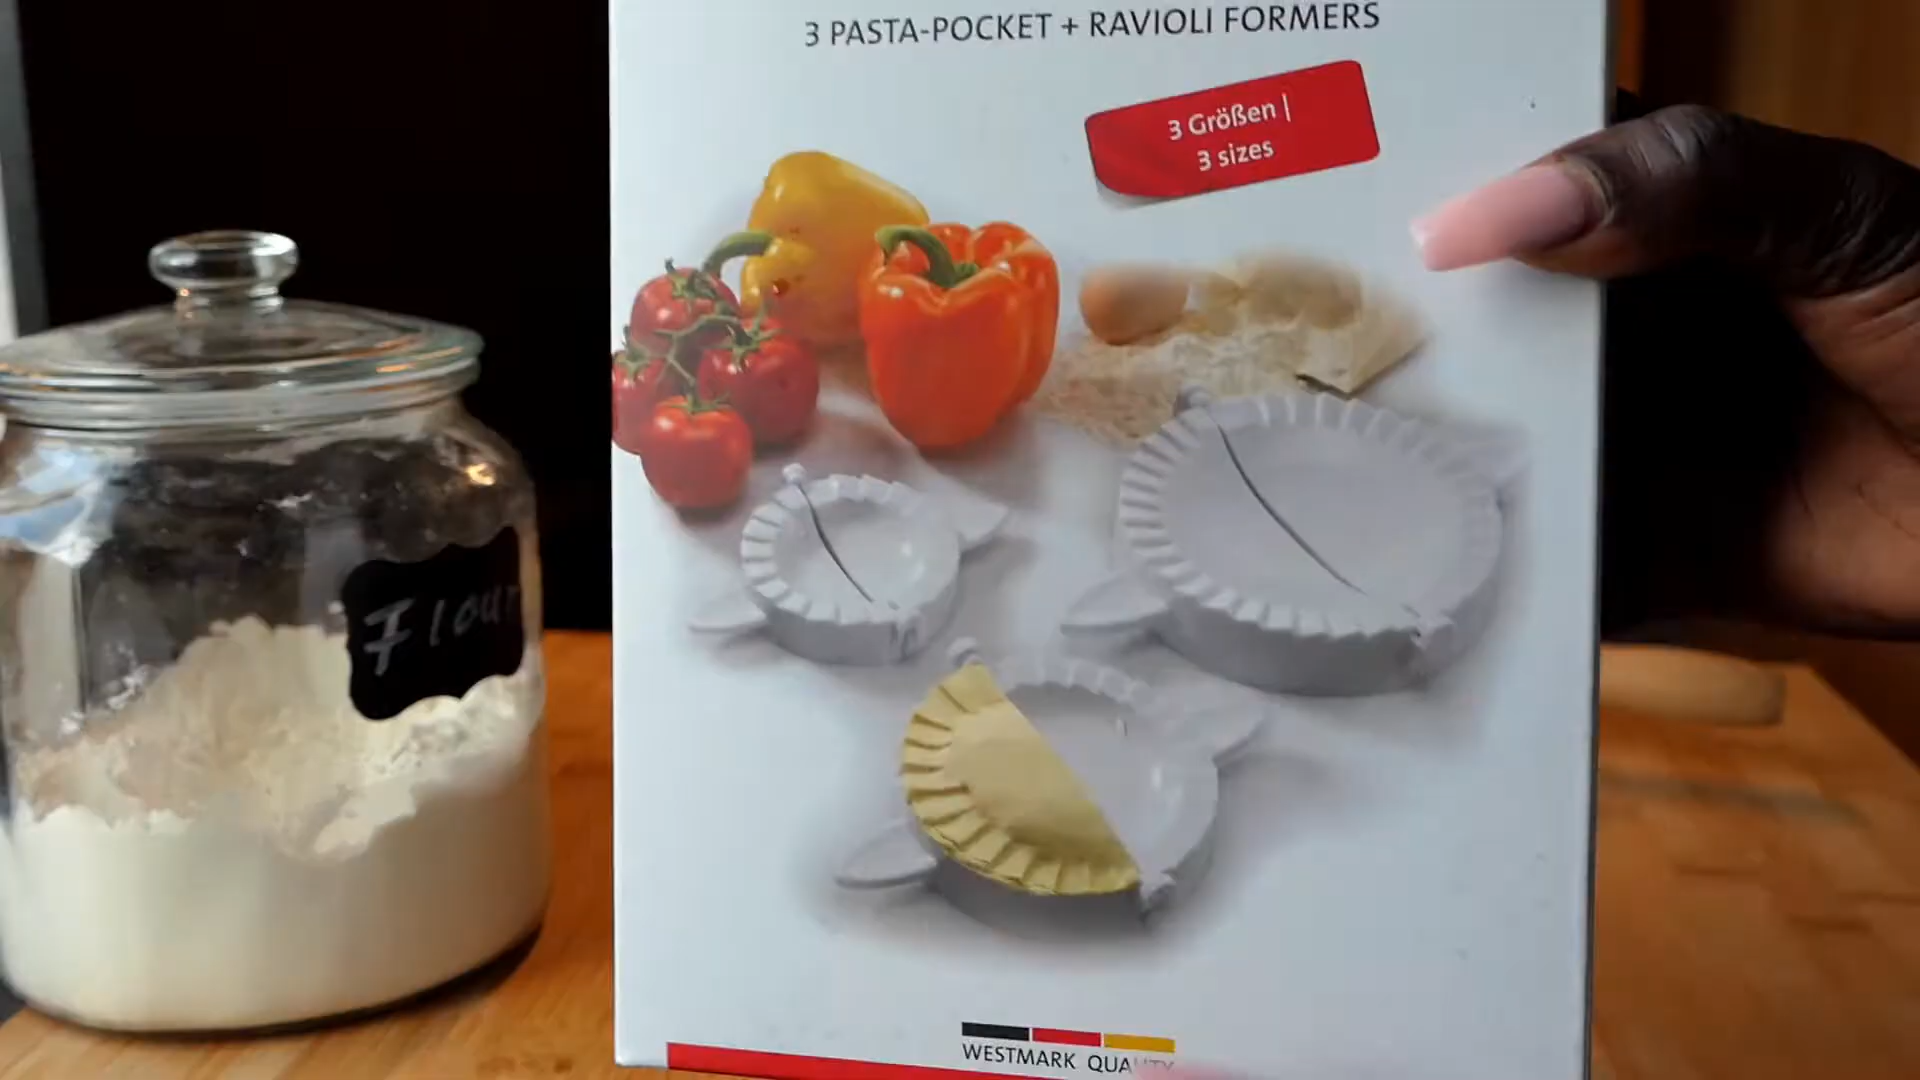 3 PASTA-POCKET + RAVIOLI FORMERS
3 Größen |
3 sizes
Flour
WESTMARK